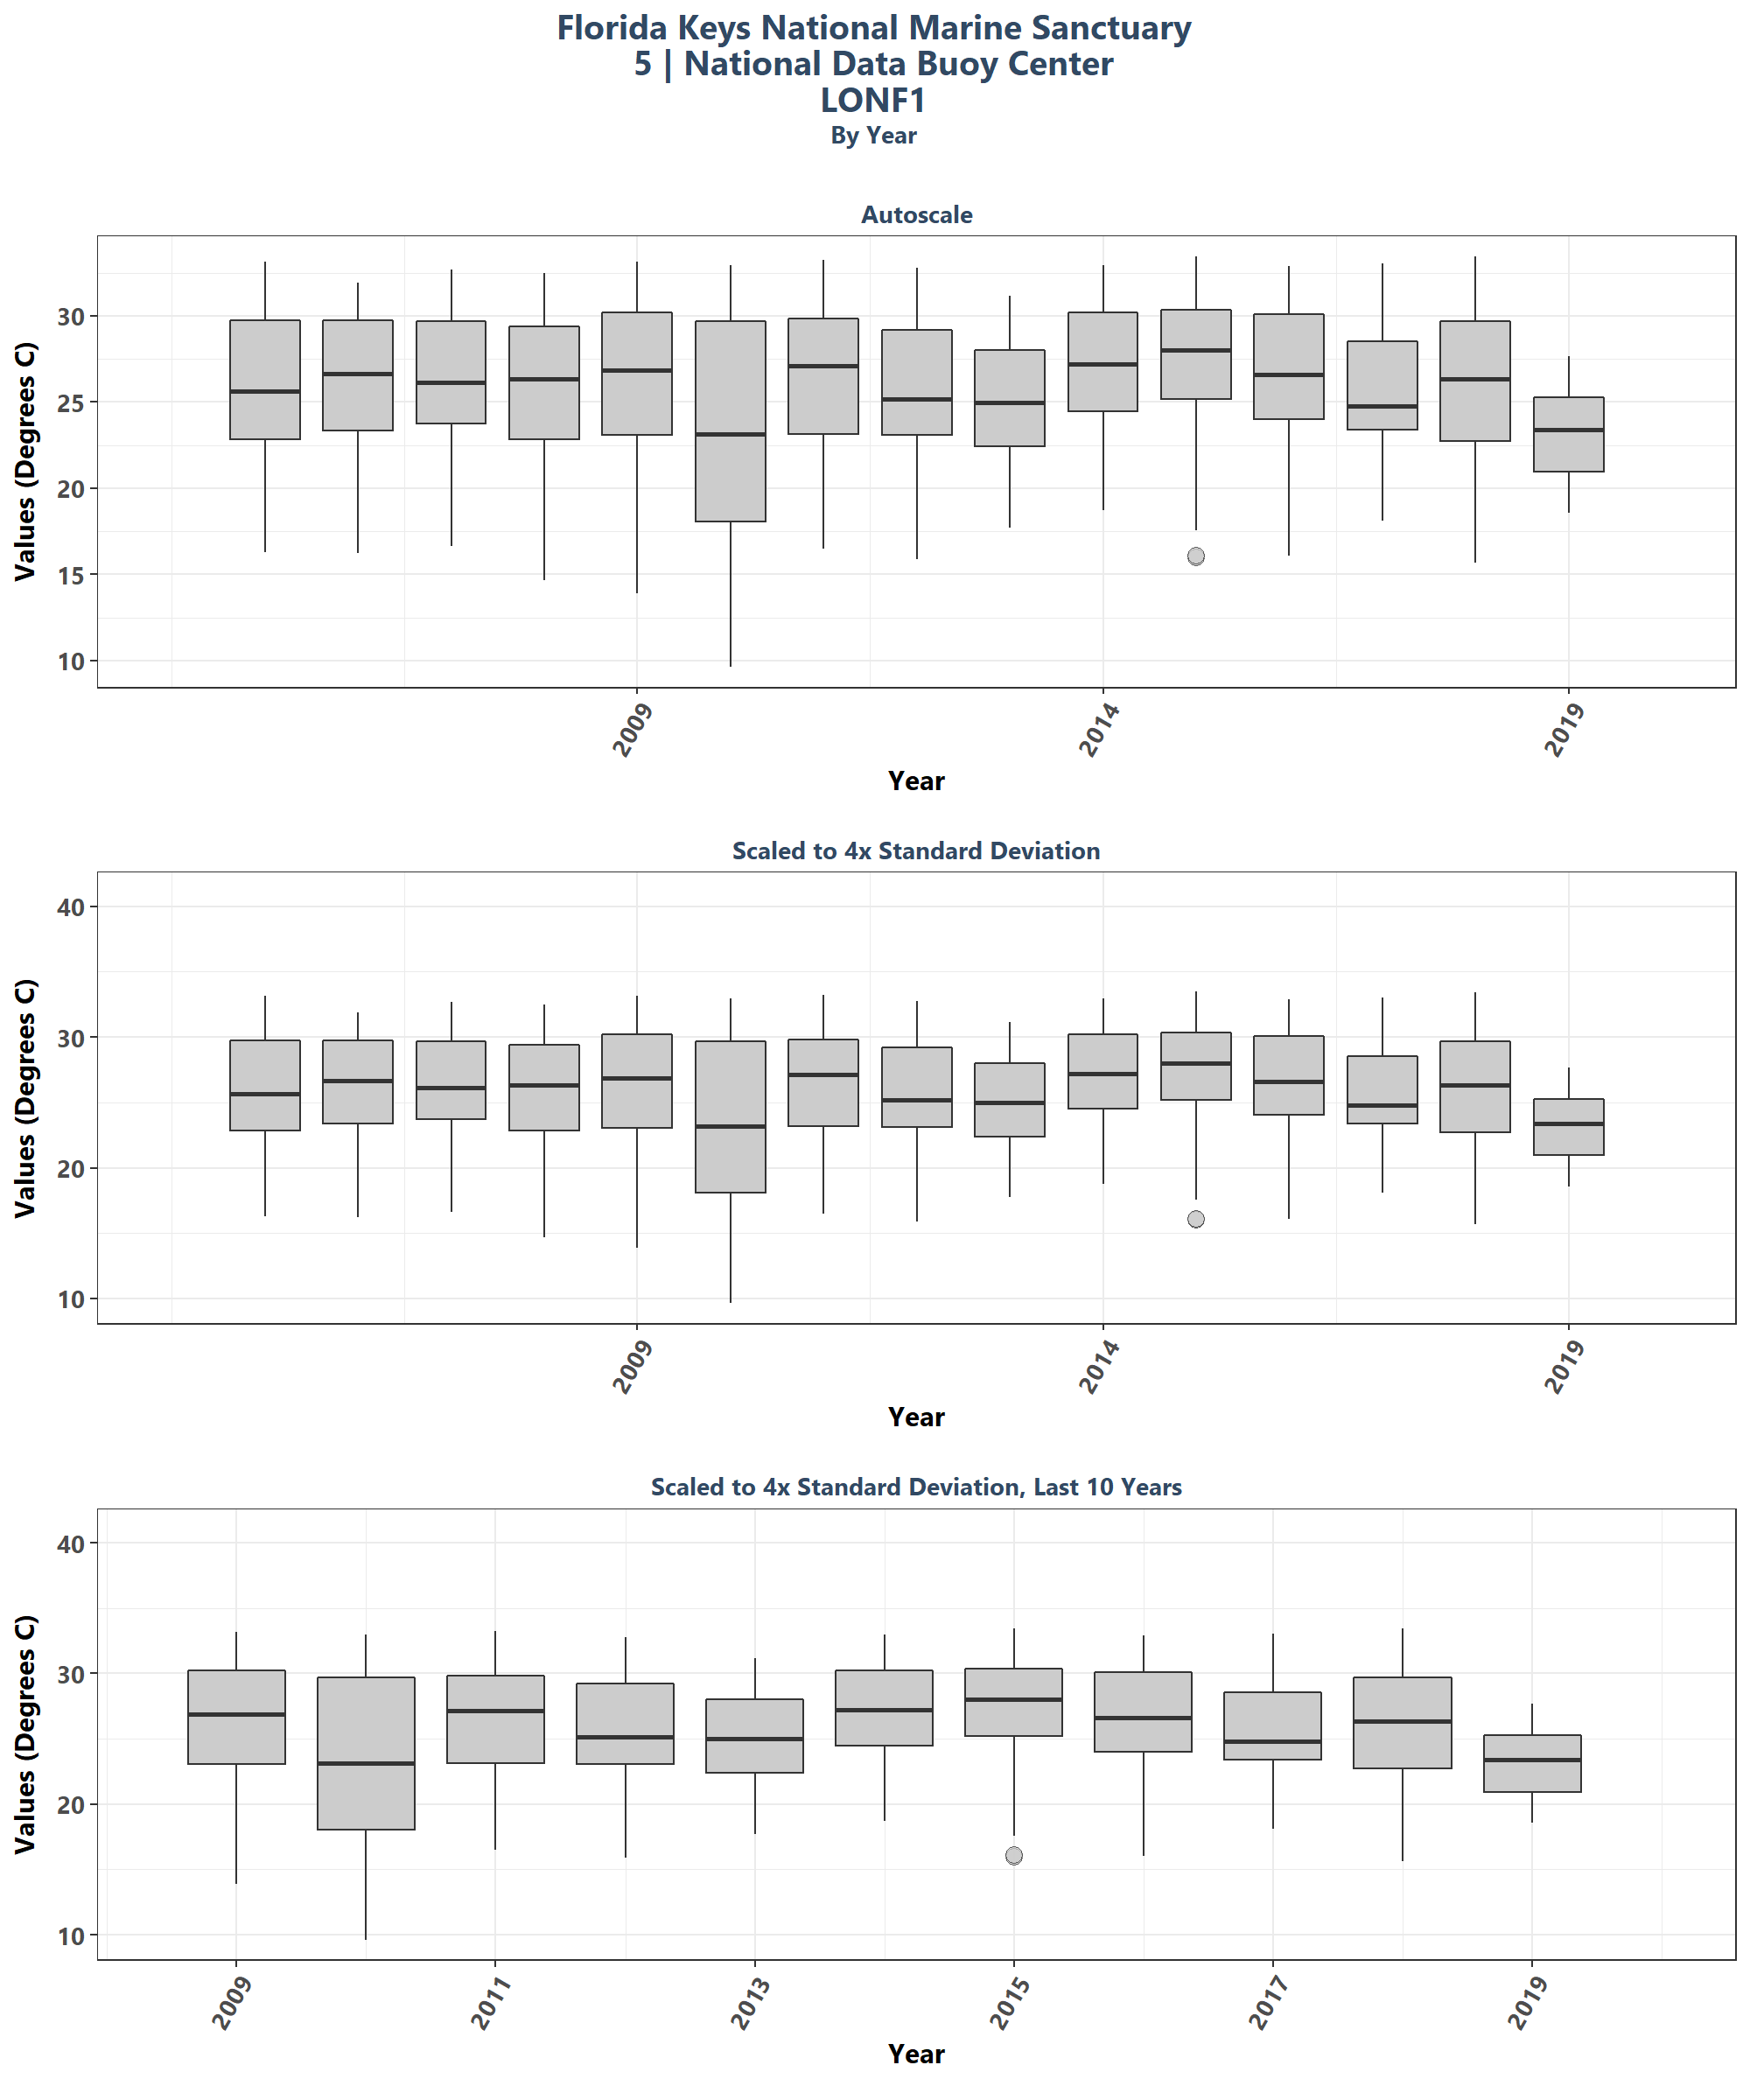 Florida Keys National Marine Sanctuary
5 | National Data Buoy Center
LONF1
By Year
Autoscale
Values (Degrees C)
30
25
20
15
10
2009
2014
2019
Year
Scaled to 4x Standard Deviation
Values (Degrees C)
40
30
20
10
2009
2014
2019
Year
Scaled to 4x Standard Deviation, Last 10 Years
Values (Degrees C)
40
30
20
10
2009
2011
2013
2015
2017
2019
Year